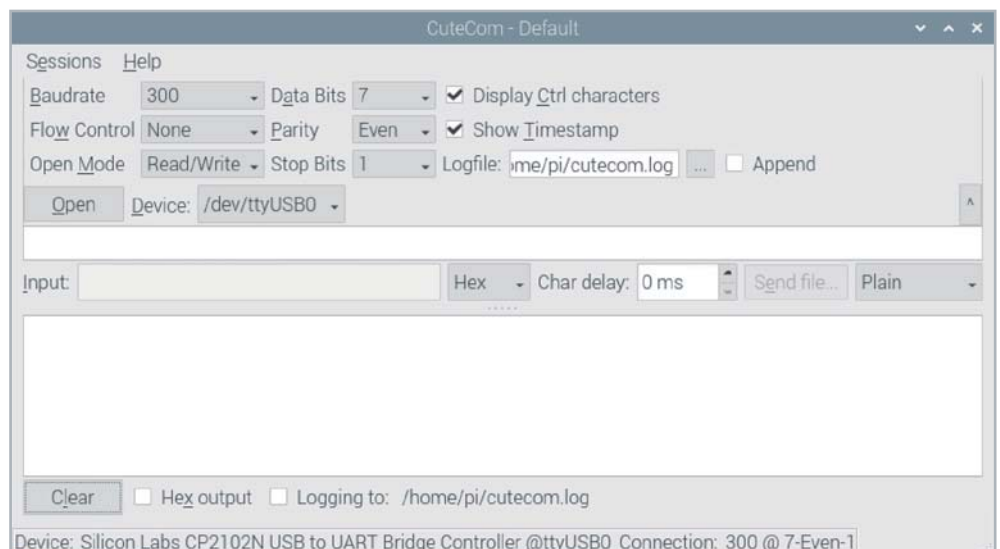 CuteCom - Default
Sessions Help
Baudrate 300 Data Bits 7 Display Ctrl characters
Flow Control None Parity Even Show Timestamp
Open Mode Read/Write Stop Bits 1 Logfile: ome/pi/cutecom.log ... Append
Open Device: /dev/ttyUSB0
Input: Hex Char delay: 0 ms Send file... Plain
Clear Hex output Logging to: /home/pi/cutecom.log
Device: Silicon Labs CP2102N USB to UART Bridge Controller @ttyUSB0 Connection: 300 @ 7-Even-1